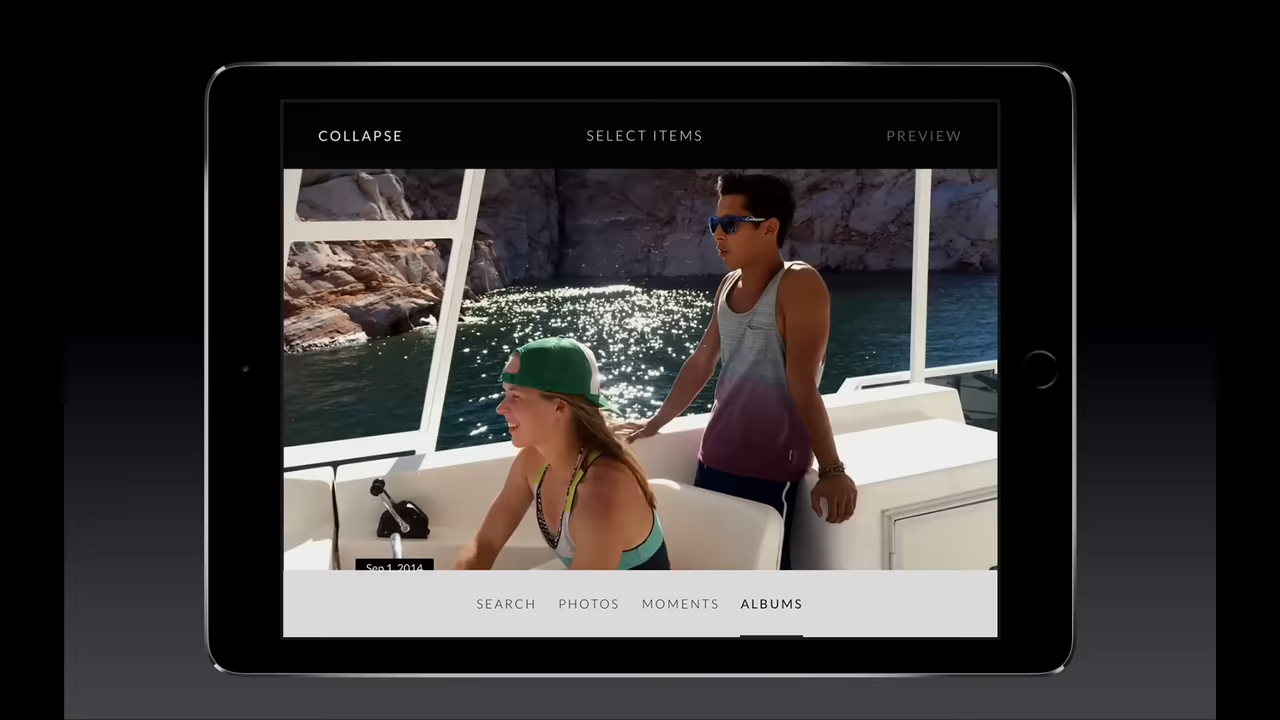 COLLAPSE SELECT ITEMS PREVIEW
Sep 1, 2014
SEARCH PHOTOS MOMENTS ALBUMS